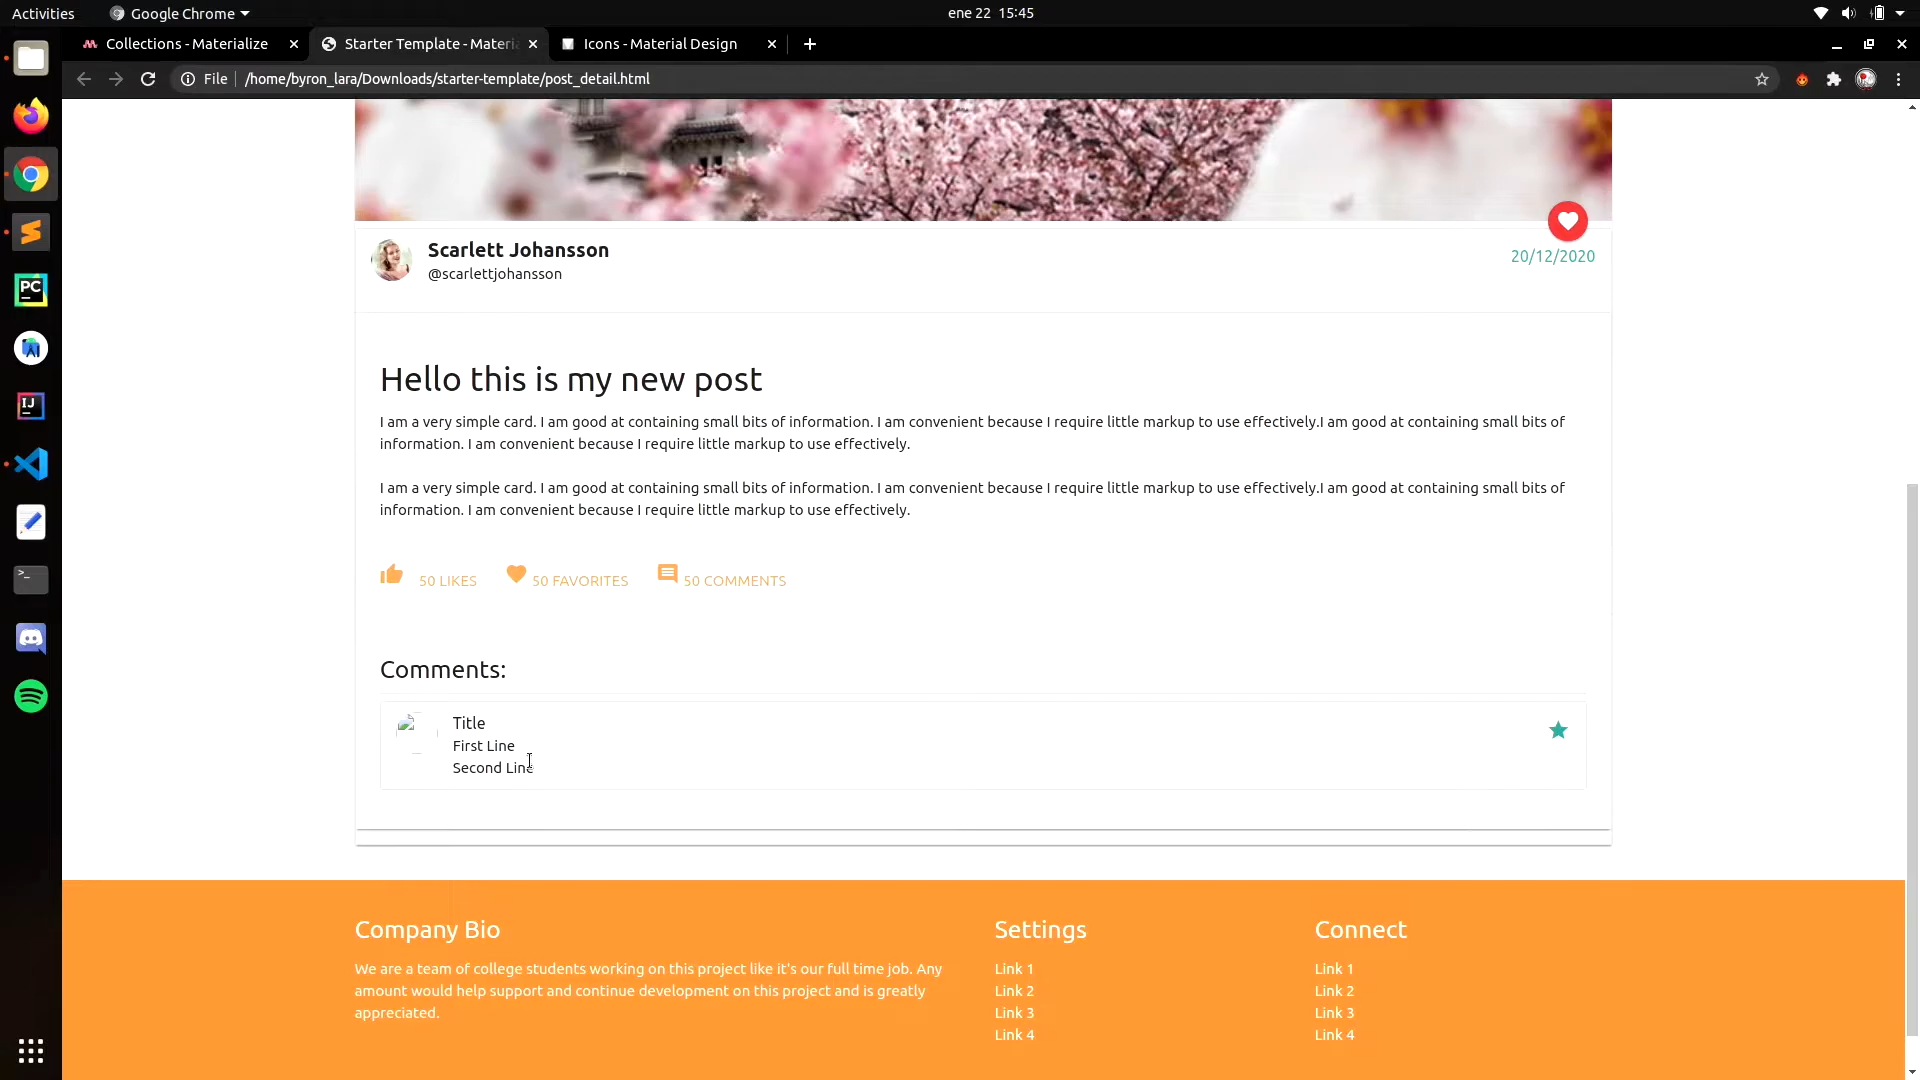 Activities
Google Chrome
ene 22 15:45
Collections - Materialize
Starter Template - Materia
Icons - Material Design
File
/home/byron_lara/Downloads/starter-template/post_detail.html
Scarlett Johansson
@scarlettjohansson
20/12/2020
Hello this is my new post
I am a very simple card. I am good at containing small bits of information. I am convenient because I require little markup to use effectively.I am good at containing small bits of
information. I am convenient because I require little markup to use effectively.
I am a very simple card. I am good at containing small bits of information. I am convenient because I require little markup to use effectively.I am good at containing small bits of
information. I am convenient because I require little markup to use effectively.
50 LIKES
50 FAVORITES
50 COMMENTS
Comments:
Title
First Line
Second Line
Company Bio
We are a team of college students working on this project like it's our full time job. Any
amount would help support and continue development on this project and is greatly
appreciated.
Settings
Link 1
Link 2
Link 3
Link 4
Connect
Link 1
Link 2
Link 3
Link 4
PC
IJ
>_